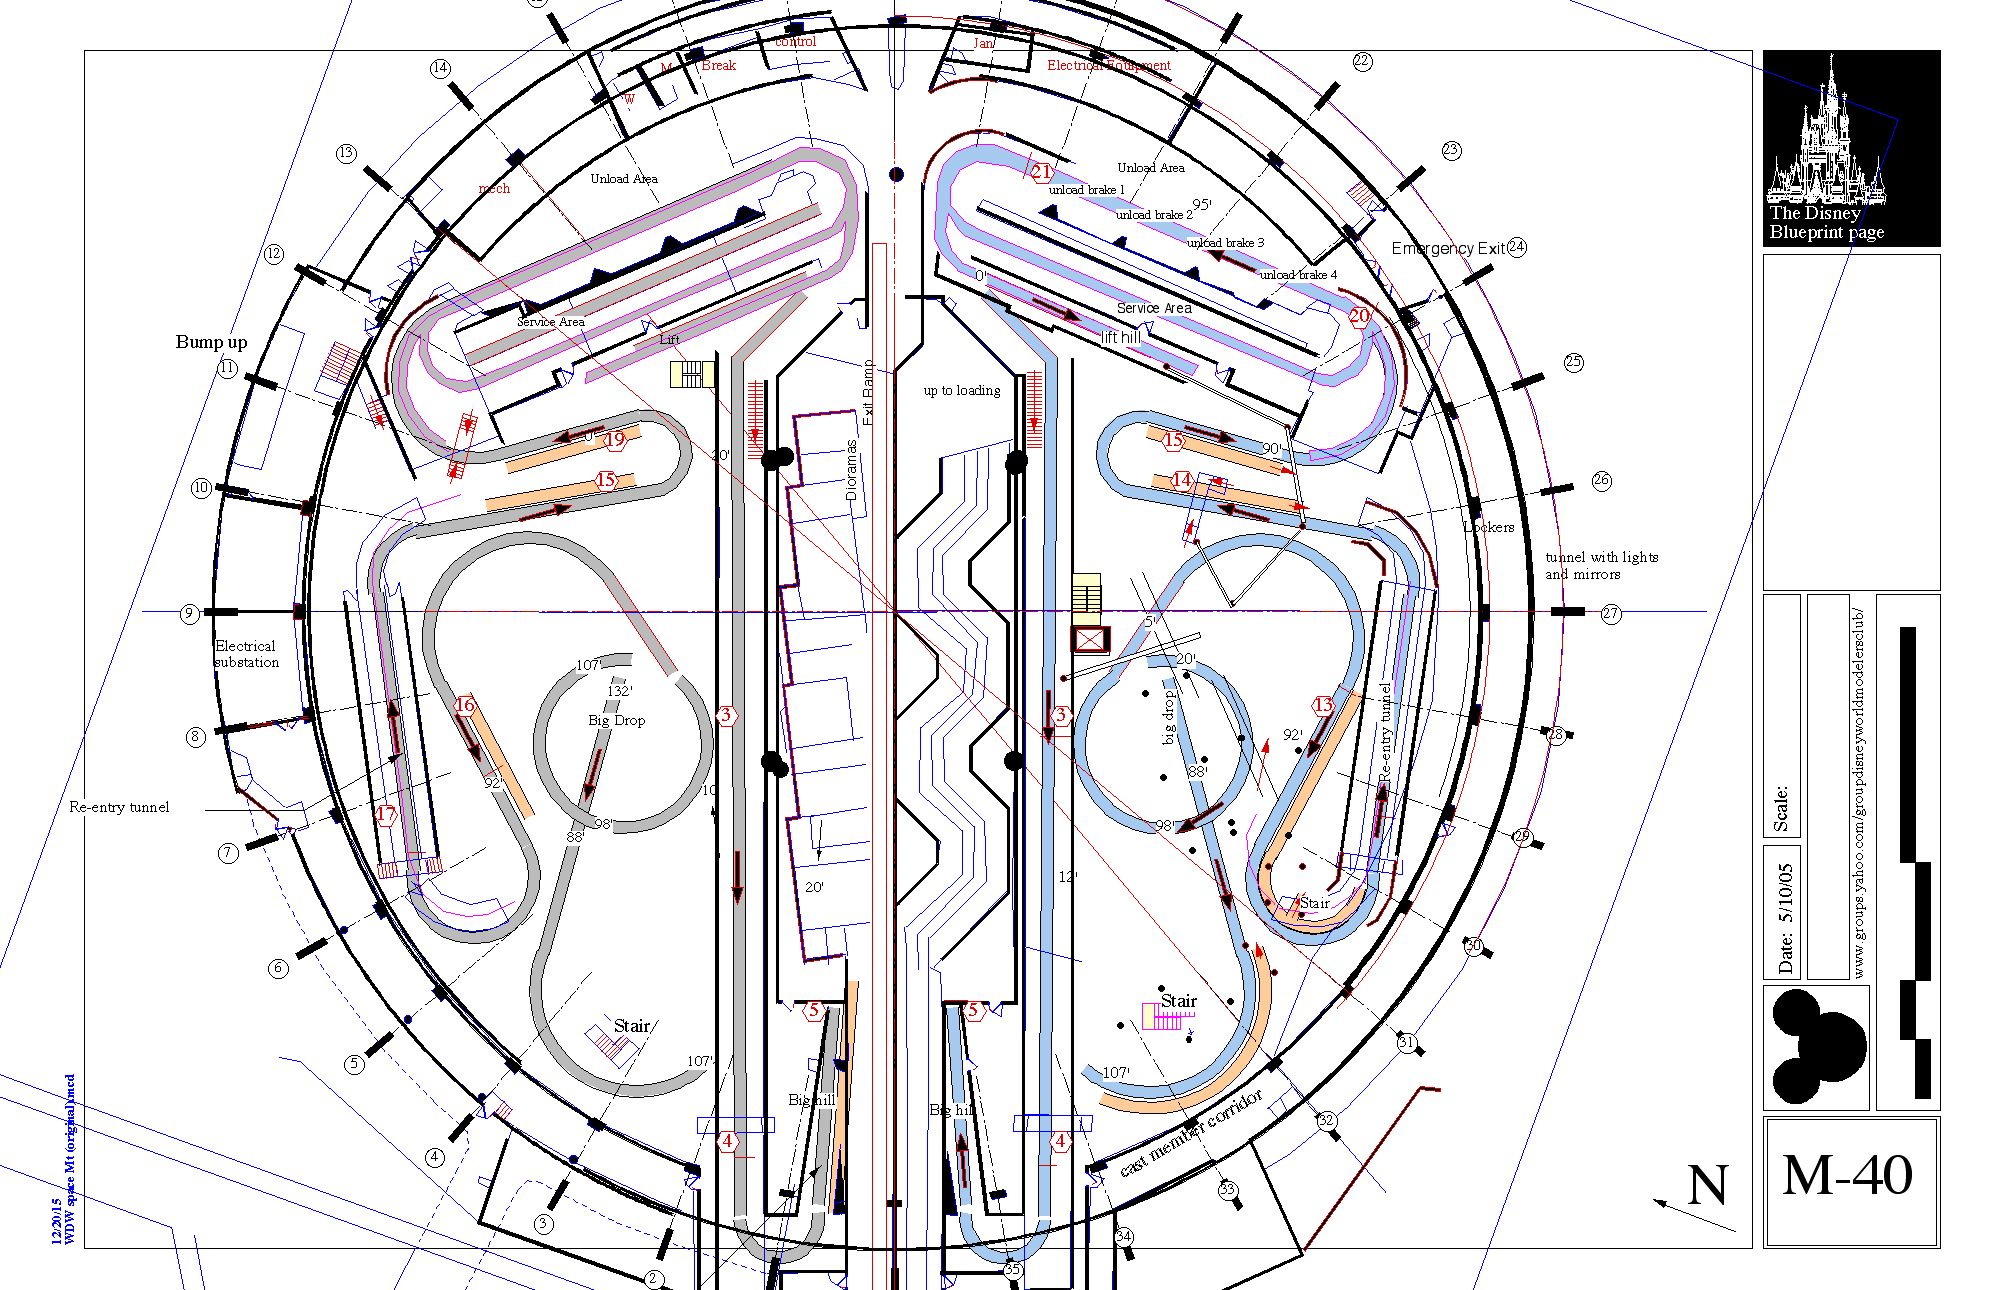 14
13
12
11
10
9
8
7
6
5
4
3
2
22
23
24
25
26
27
28
29
30
31
32
33
34
35
control
Jan
M
Break
W
Electrical Equipment
mech
Unload Area
Unload Area
21
unload brake 1
unload brake 2
95'
unload brake 3
unload brake 4
Emergency Exit
0'
Service Area
Service Area
20
Bump up
Lift
lift hill
Exit Ramp
up to loading
Dioramas
19
0'
15
15
90'
14
20'
Lockers
tunnel with lights
and mirrors
Electrical
substation
5'
107'
132'
Big Drop
20'
big drop
16
3
3
13
92'
88'
92'
Re-entry tunnel
Re-entry tunnel
17
98'
88'
98'
20'
12'
Stair
Stair
Stair
5
5
107'
107'
Big hill
Big hill
4
4
cast member corridor
The Disney
Blueprint page
Scale:
Date: 5/10/05
www.groups.yahoo.com/groupdisneyworldmodelersclub/
N
M-40
12/20/15
WDW space Mt (original).mcd